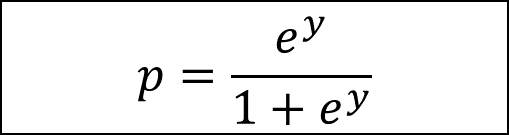 p = e^y / (1 + e^y)